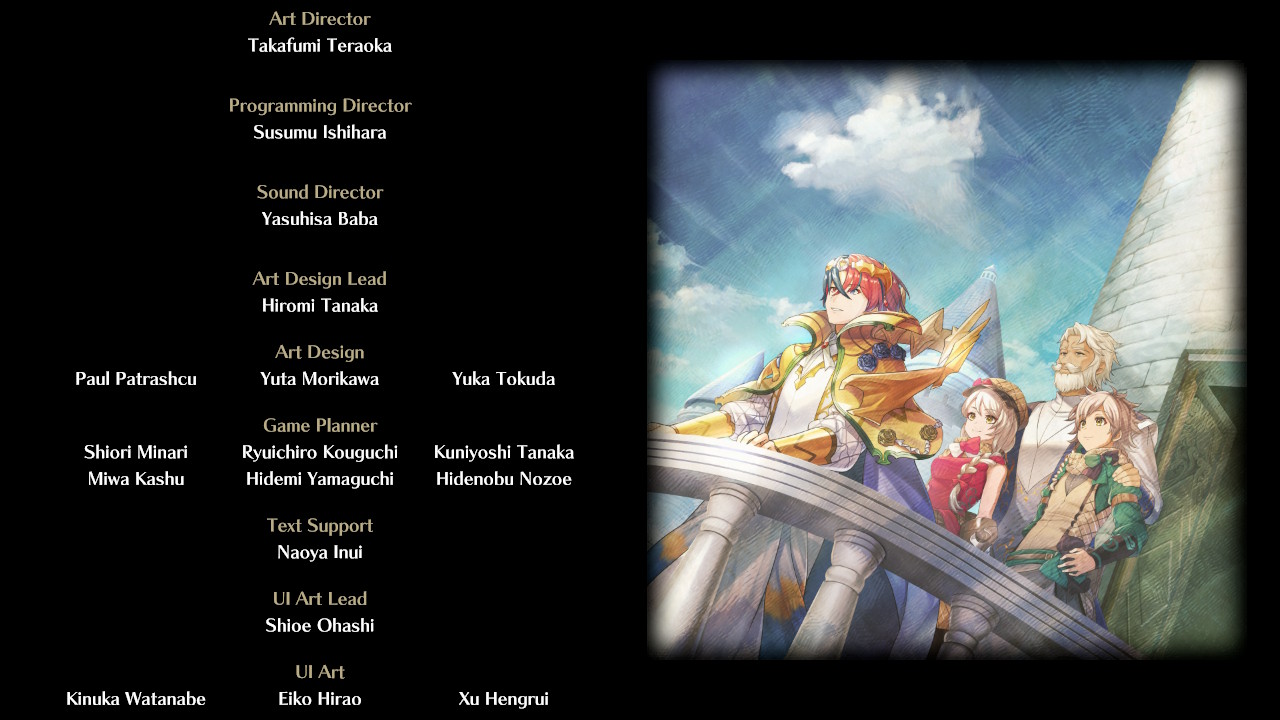 Art Director
Takafumi Teraoka
Programming Director
Susumu Ishihara
Sound Director
Yasuhisa Baba
Art Design Lead
Hiromi Tanaka
Art Design
Paul Patrashcu Yuta Morikawa Yuka Tokuda
Game Planner
Shiori Minari Ryuichiro Kouguchi Kuniyoshi Tanaka
Miwa Kashu Hidemi Yamaguchi Hidenobu Nozoe
Text Support
Naoya Inui
UI Art Lead
Shioe Ohashi
UI Art
Kinuka Watanabe Eiko Hirao Xu Hengrui